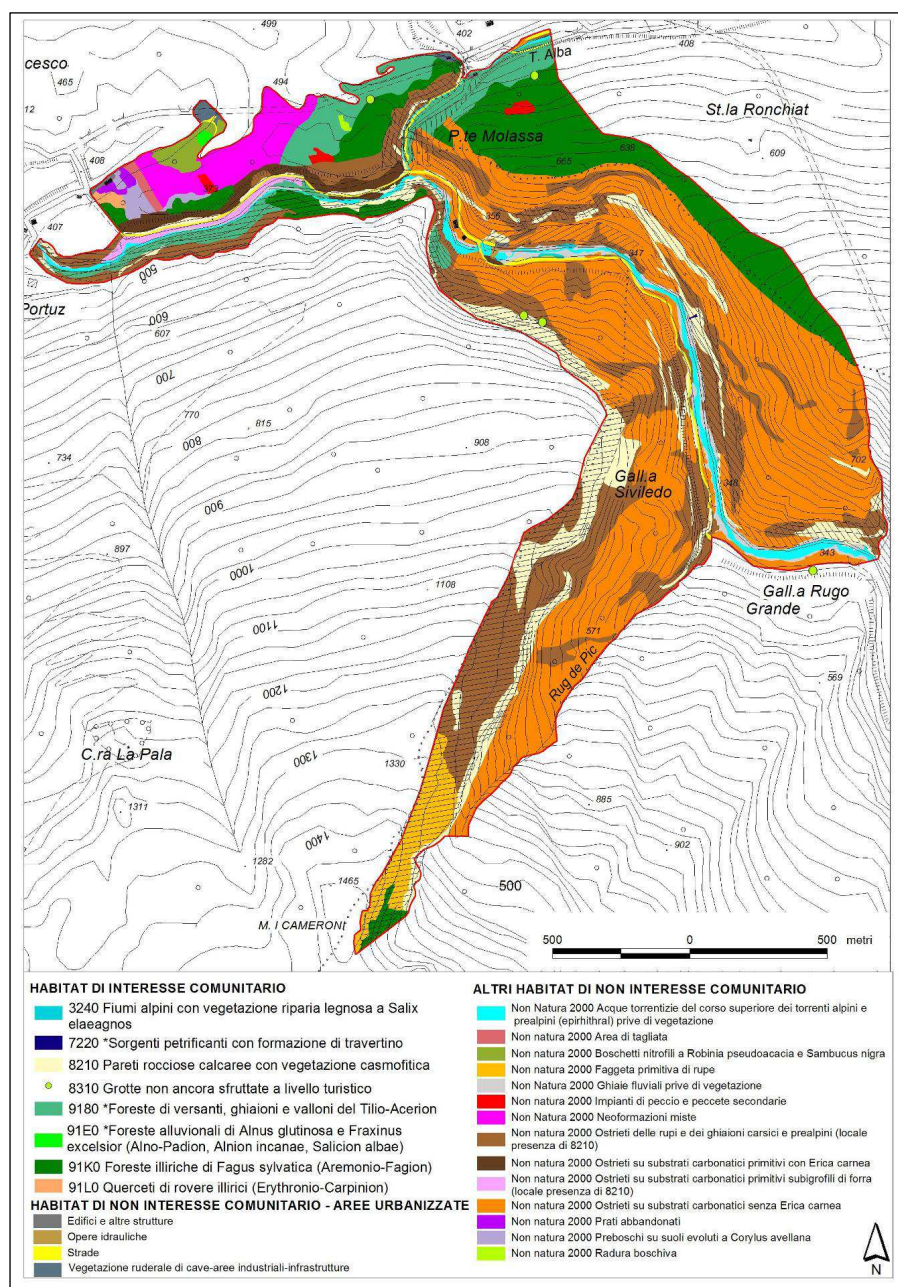 499
402
408
T. Alba
cesco
465
494
St.la Ronchiat
12
P.te Molassa
638
609
408
665
373
407
356
347
500
Portuz
600
607
700
770
815
800
908
734
702
Gall.a
Siviledo
900
348
897
1000
343
1108
Gall.a Rugo
Grande
1100
571
Rug de Pic
569
1200
C.ra La Pala
1300
1330
1311
885
1400
902
1282
1465
500
M. I CAMERONI
500 0 500 metri
HABITAT DI INTERESSE COMUNITARIO
3240 Fiumi alpini con vegetazione riparia legnosa a Salix
elaeagnos
7220 *Sorgenti petrificanti con formazione di travertino
8210 Pareti rocciose calcaree con vegetazione casmofitica
8310 Grotte non ancora sfruttate a livello turistico
9180 *Foreste di versanti, ghiaioni e valloni del Tilio-Acerion
91E0 *Foreste alluvionali di Alnus glutinosa e Fraxinus
excelsior (Alno-Padion, Alnion incanae, Salicion albae)
91K0 Foreste illiriche di Fagus sylvatica (Aremonio-Fagion)
91L0 Querceti di rovere illirici (Erythronio-Carpinion)
HABITAT DI NON INTERESSE COMUNITARIO - AREE URBANIZZATE
Edifici e altre strutture
Opere idrauliche
Strade
Vegetazione ruderale di cave-aree industriali-infrastrutture
ALTRI HABITAT DI NON INTERESSE COMUNITARIO
Non Natura 2000 Acque torrentizie del corso superiore dei torrenti alpini e
prealpini (epirhithral) prive di vegetazione
Non natura 2000 Area di tagliata
Non natura 2000 Boschetti nitrofili a Robinia pseudoacacia e Sambucus nigra
Non natura 2000 Faggeta primitiva di rupe
Non Natura 2000 Ghiaie fluviali prive di vegetazione
Non natura 2000 Impianti di peccio e peccete secondarie
Non Natura 2000 Neoformazioni miste
Non natura 2000 Ostrieti delle rupi e dei ghiaioni carsici e prealpini (locale
presenza di 8210)
Non natura 2000 Ostrieti su substrati carbonatici primitivi con Erica carnea
Non natura 2000 Ostrieti su substrati carbonatici primitivi subigrofili di forra
(locale presenza di 8210)
Non natura 2000 Ostrieti su substrati carbonatici senza Erica carnea
Non natura 2000 Prati abbandonati
Non natura 2000 Preboschi su suoli evoluti a Corylus avellana
Non natura 2000 Radura boschiva
N